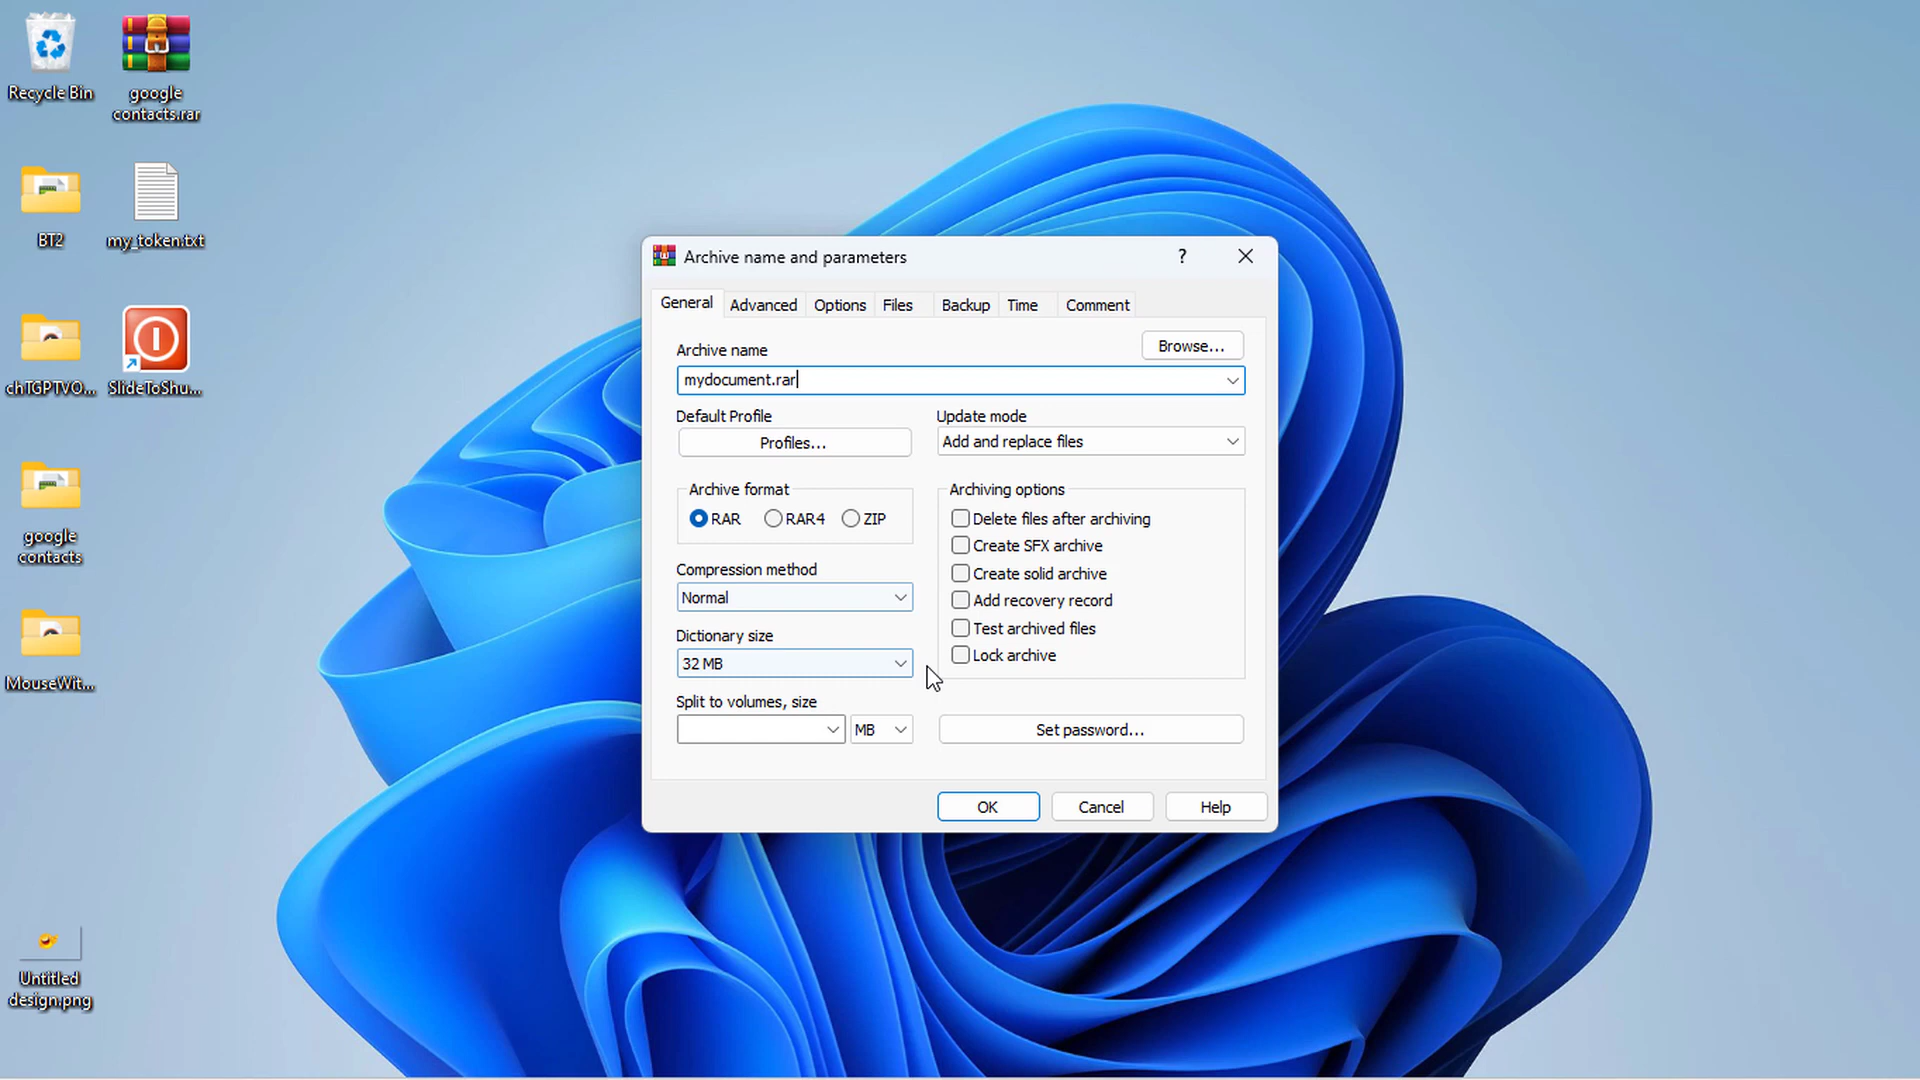 Recycle Bin
google
contacts.rar
BT2
my_token.txt
chTGPTVO...
SlideToShu...
google
contacts
MouseWit...
Untitled
design.png
Archive name and parameters
?
General
Advanced
Options
Files
Backup
Time
Comment
Archive name
Browse...
mydocument.rar
Default Profile
Profiles...
Update mode
Add and replace files
Archive format
RAR
RAR4
ZIP
Compression method
Normal
Dictionary size
32 MB
Split to volumes, size
MB
Archiving options
Delete files after archiving
Create SFX archive
Create solid archive
Add recovery record
Test archived files
Lock archive
Set password...
OK
Cancel
Help